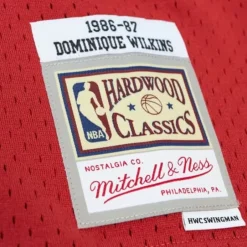 1986-87
DOMINIQUE WILKINS
HARDWOOD
NBA
CLASSICS
NOSTALGIA CO.
Mitchell & Ness
PHILADELPHIA, PA.
HWC SWINGMAN